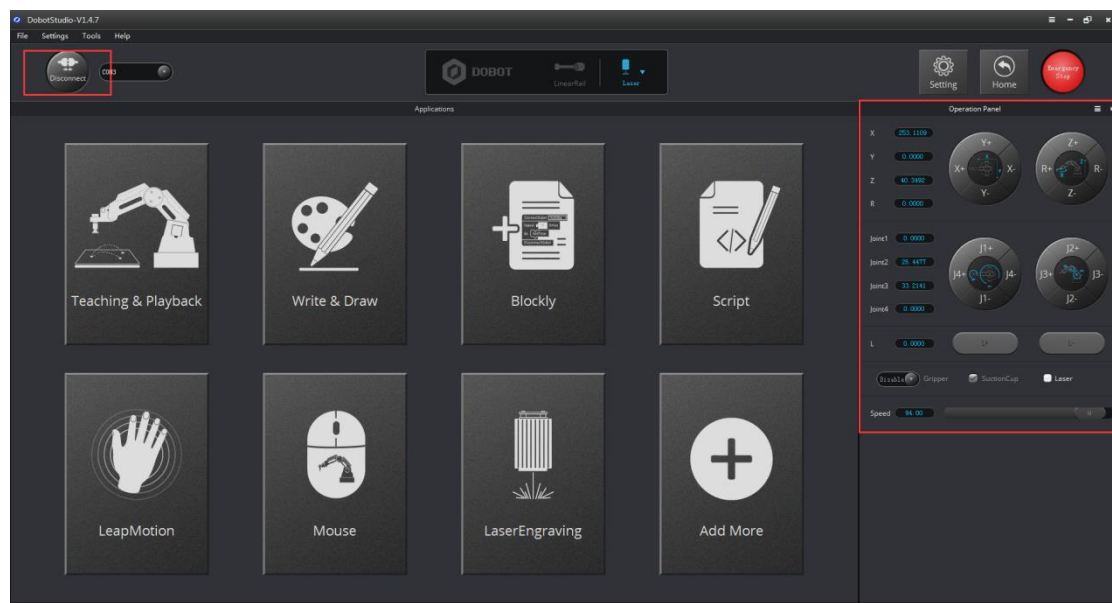 DobotStudio-V1.4.7
File Settings Tools Help
Disconnect
COM3
DOBOT
LinearRail
Laser
Setting
Home
Emergency
Stop
Applications
Operation Panel
Teaching & Playback
Write & Draw
Blockly
Script
LeapMotion
Mouse
LaserEngraving
Add More
X 253.1109
Y 0.0000
Z 40.3492
R 0.0000
Y+
X+ X-
Y-
Z+
R+ R-
Z-
Joint1 0.0000
Joint2 28.4477
Joint3 33.2141
Joint4 0.0000
J1+
J4+ J4-
J1-
J2+
J3+ J3-
J2-
L 0.0000
L+
L-
Disable Gripper SuctionCup Laser
Speed 94.00